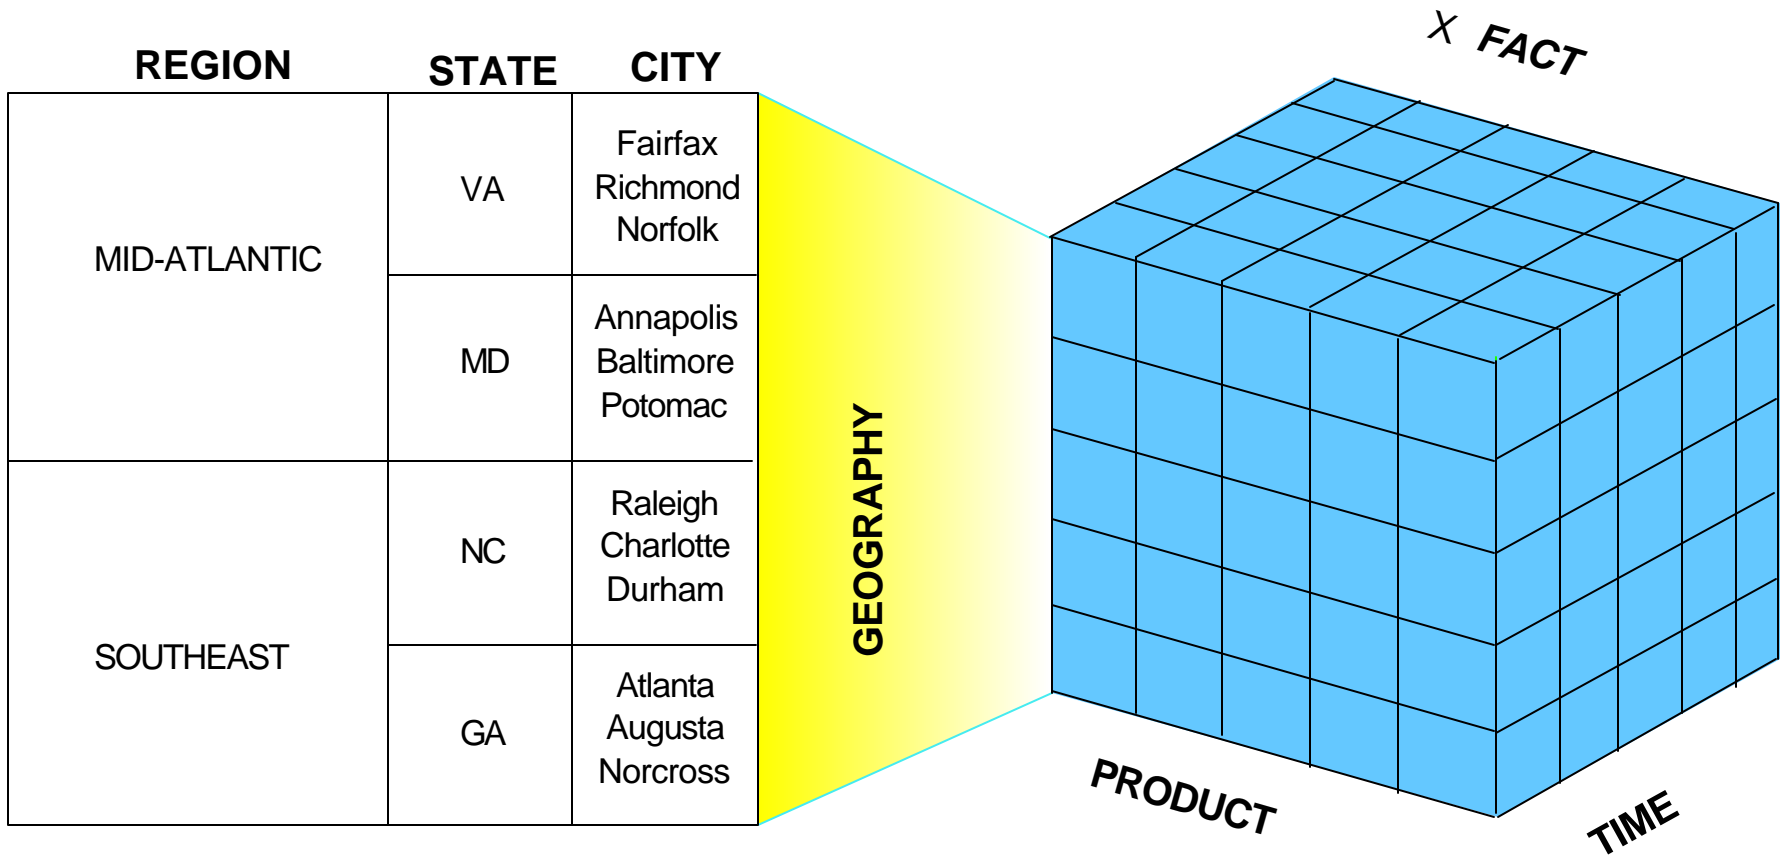 REGION STATE CITY
MID-ATLANTIC
VA
Fairfax
Richmond
Norfolk
MD
Annapolis
Baltimore
Potomac
SOUTHEAST
NC
Raleigh
Charlotte
Durham
GA
Atlanta
Augusta
Norcross
GEOGRAPHY
X FACT
PRODUCT
TIME